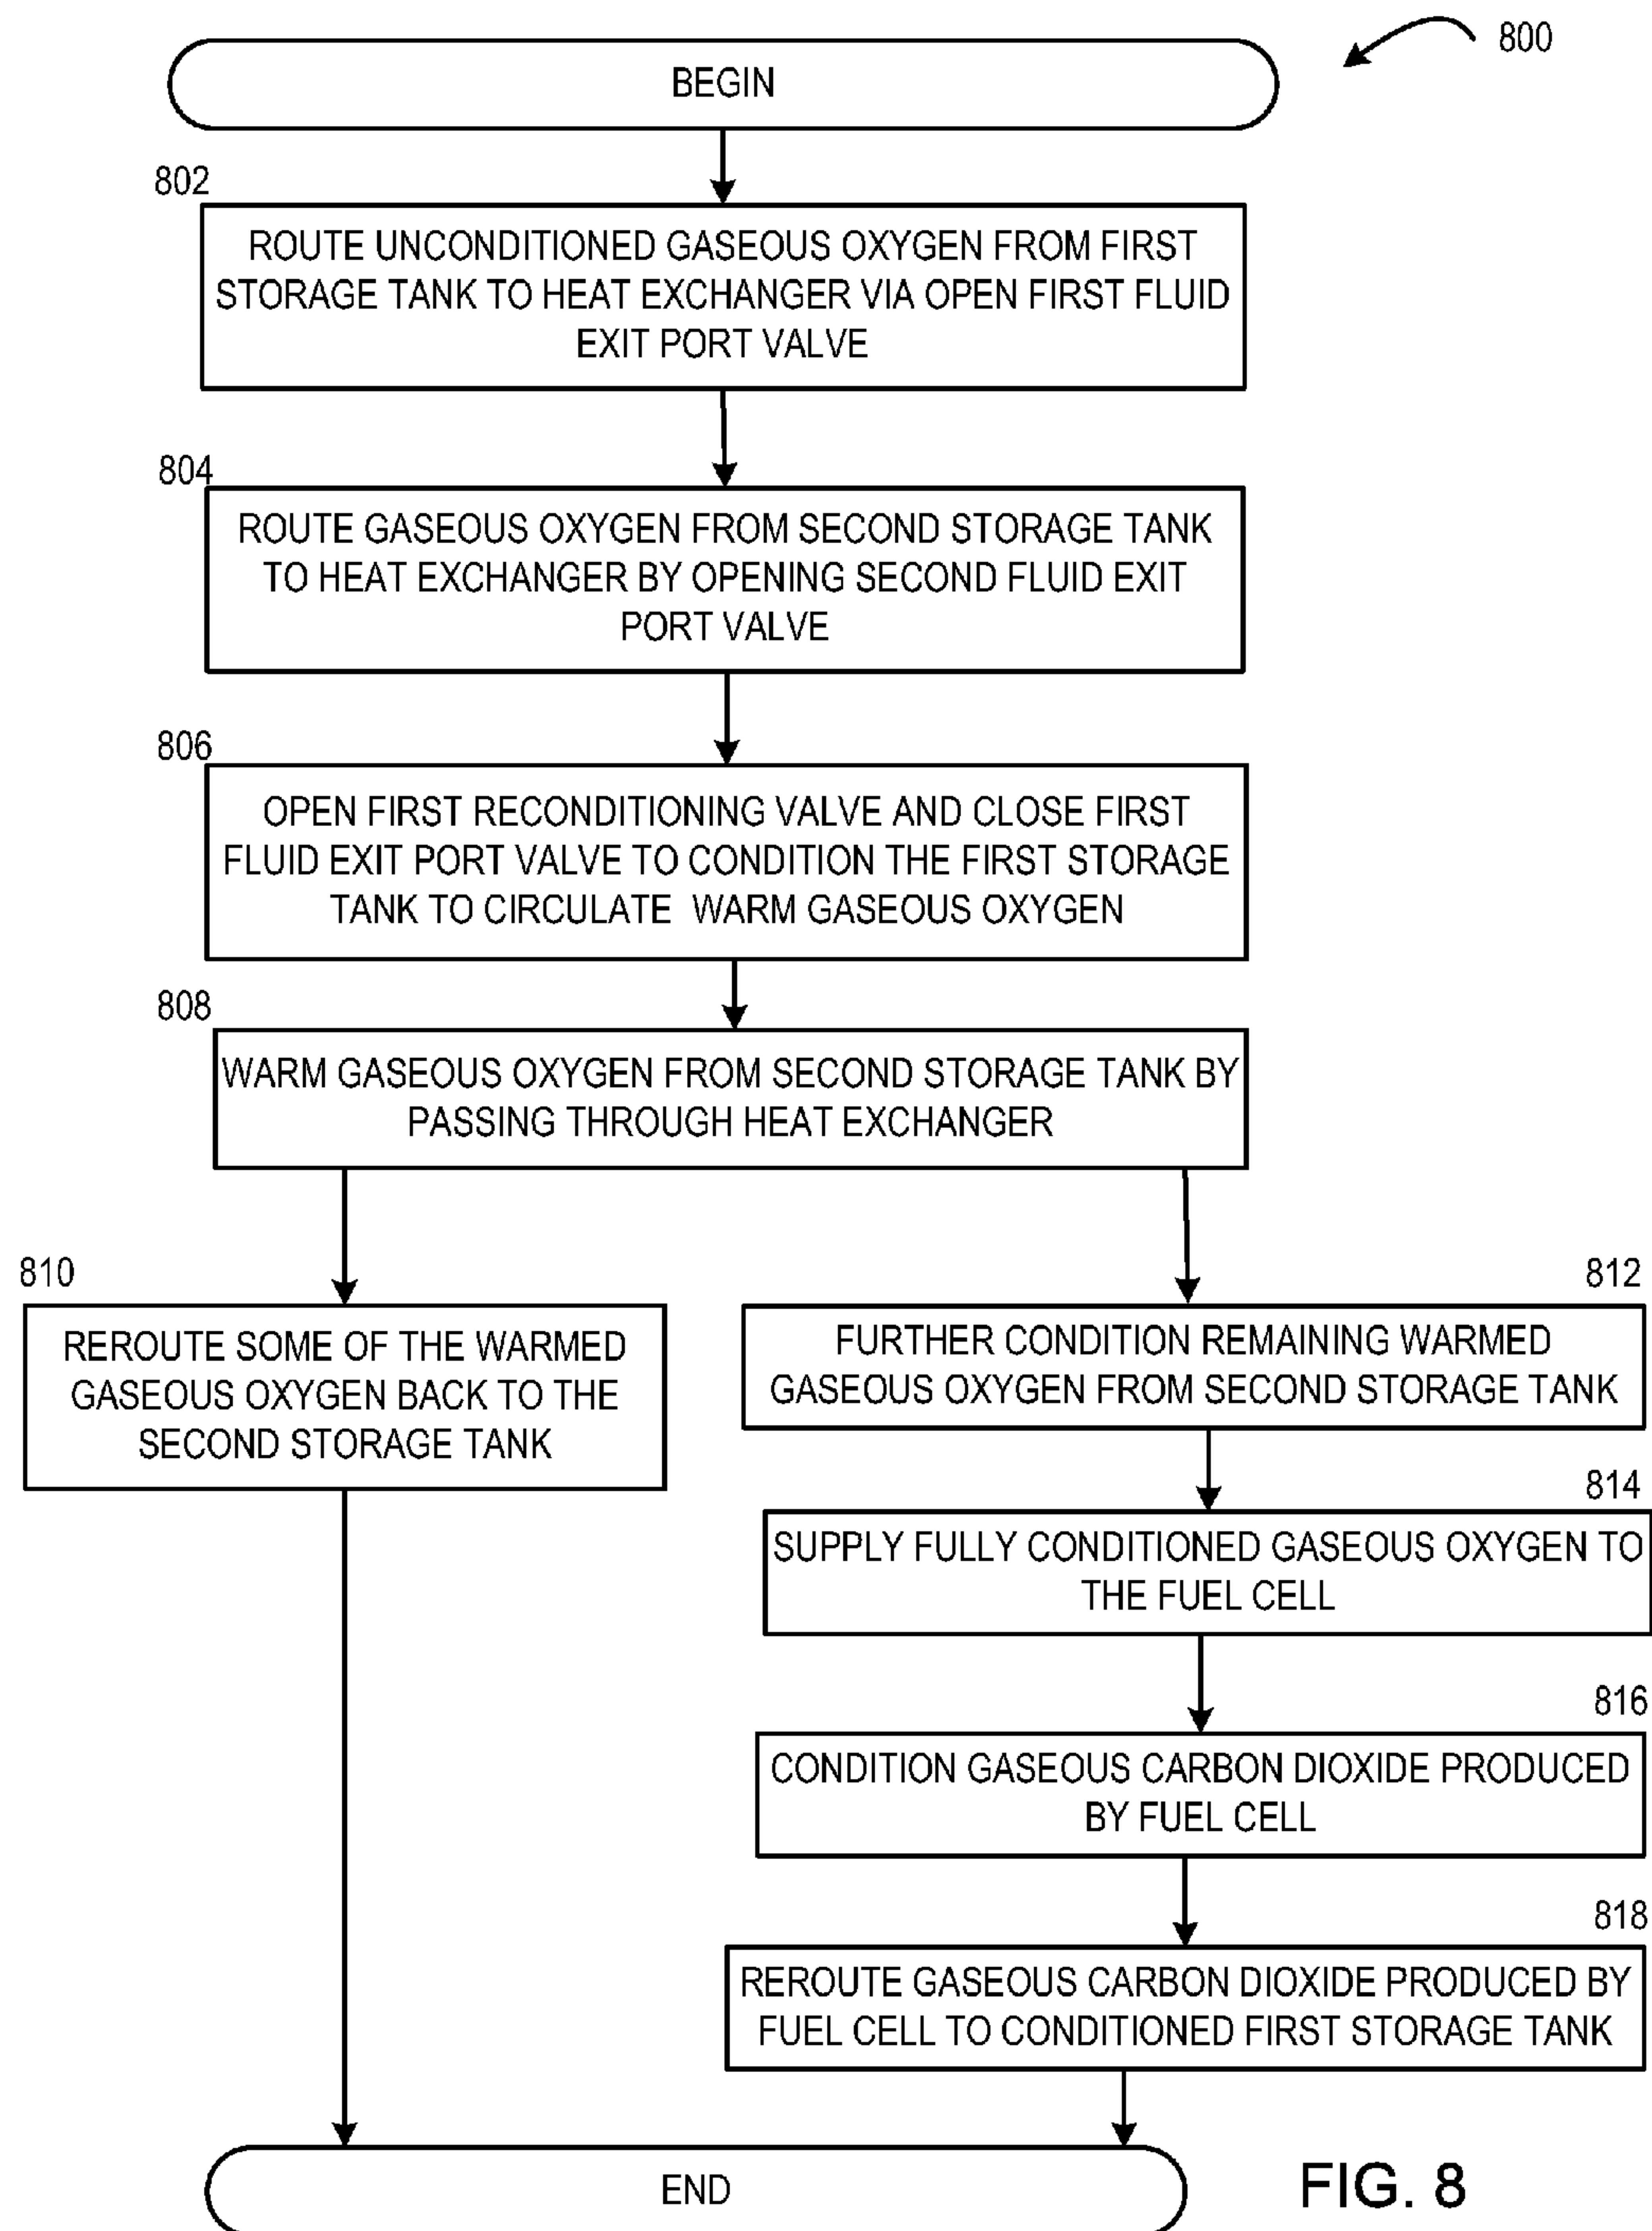 800
BEGIN
802
ROUTE UNCONDITIONED GASEOUS OXYGEN FROM FIRST
STORAGE TANK TO HEAT EXCHANGER VIA OPEN FIRST FLUID
EXIT PORT VALVE
804
ROUTE GASEOUS OXYGEN FROM SECOND STORAGE TANK
TO HEAT EXCHANGER BY OPENING SECOND FLUID EXIT
PORT VALVE
806
OPEN FIRST RECONDITIONING VALVE AND CLOSE FIRST
FLUID EXIT PORT VALVE TO CONDITION THE FIRST STORAGE
TANK TO CIRCULATE WARM GASEOUS OXYGEN
808
WARM GASEOUS OXYGEN FROM SECOND STORAGE TANK BY
PASSING THROUGH HEAT EXCHANGER
810
REROUTE SOME OF THE WARMED
GASEOUS OXYGEN BACK TO THE
SECOND STORAGE TANK
812
FURTHER CONDITION REMAINING WARMED
GASEOUS OXYGEN FROM SECOND STORAGE TANK
814
SUPPLY FULLY CONDITIONED GASEOUS OXYGEN TO
THE FUEL CELL
816
CONDITION GASEOUS CARBON DIOXIDE PRODUCED
BY FUEL CELL
818
REROUTE GASEOUS CARBON DIOXIDE PRODUCED BY
FUEL CELL TO CONDITIONED FIRST STORAGE TANK
END
FIG. 8